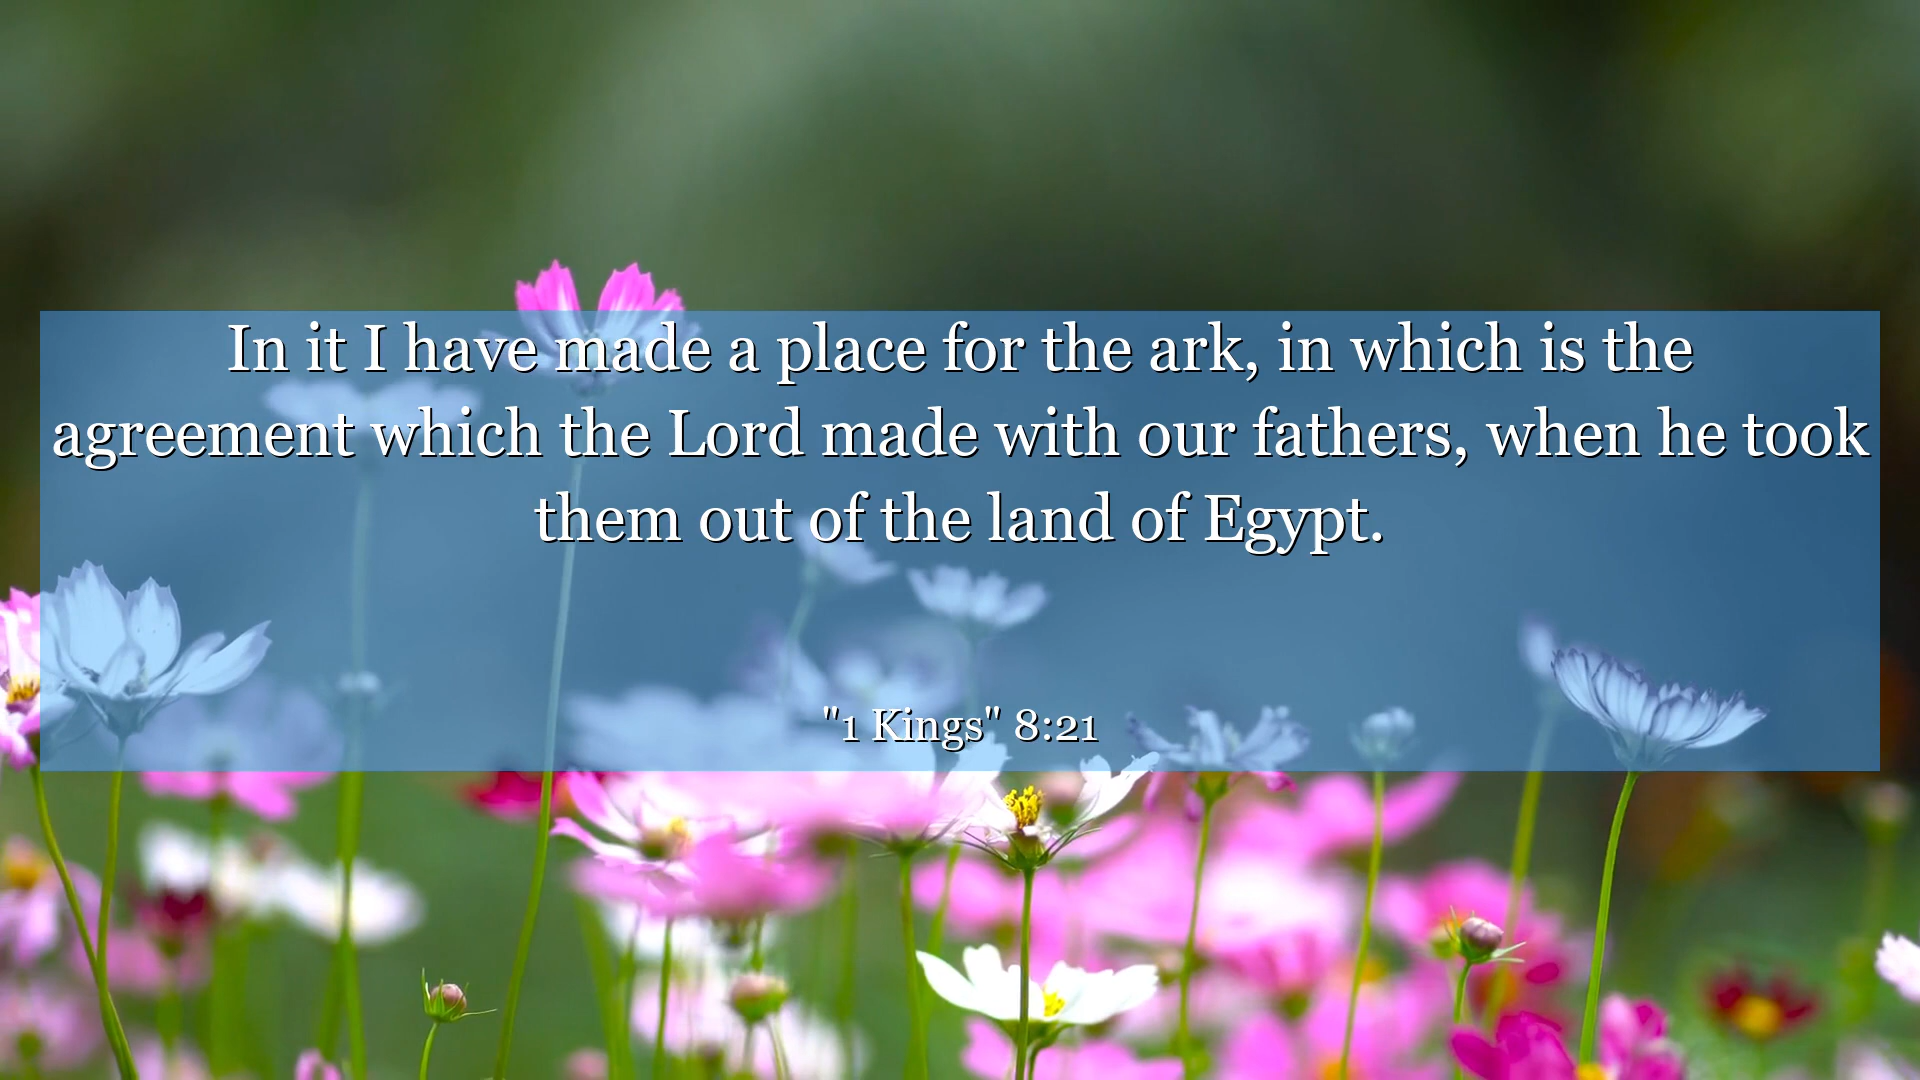 In it I have made a place for the ark, in which is the
agreement which the Lord made with our fathers, when he took
them out of the land of Egypt.
"1 Kings" 8:21